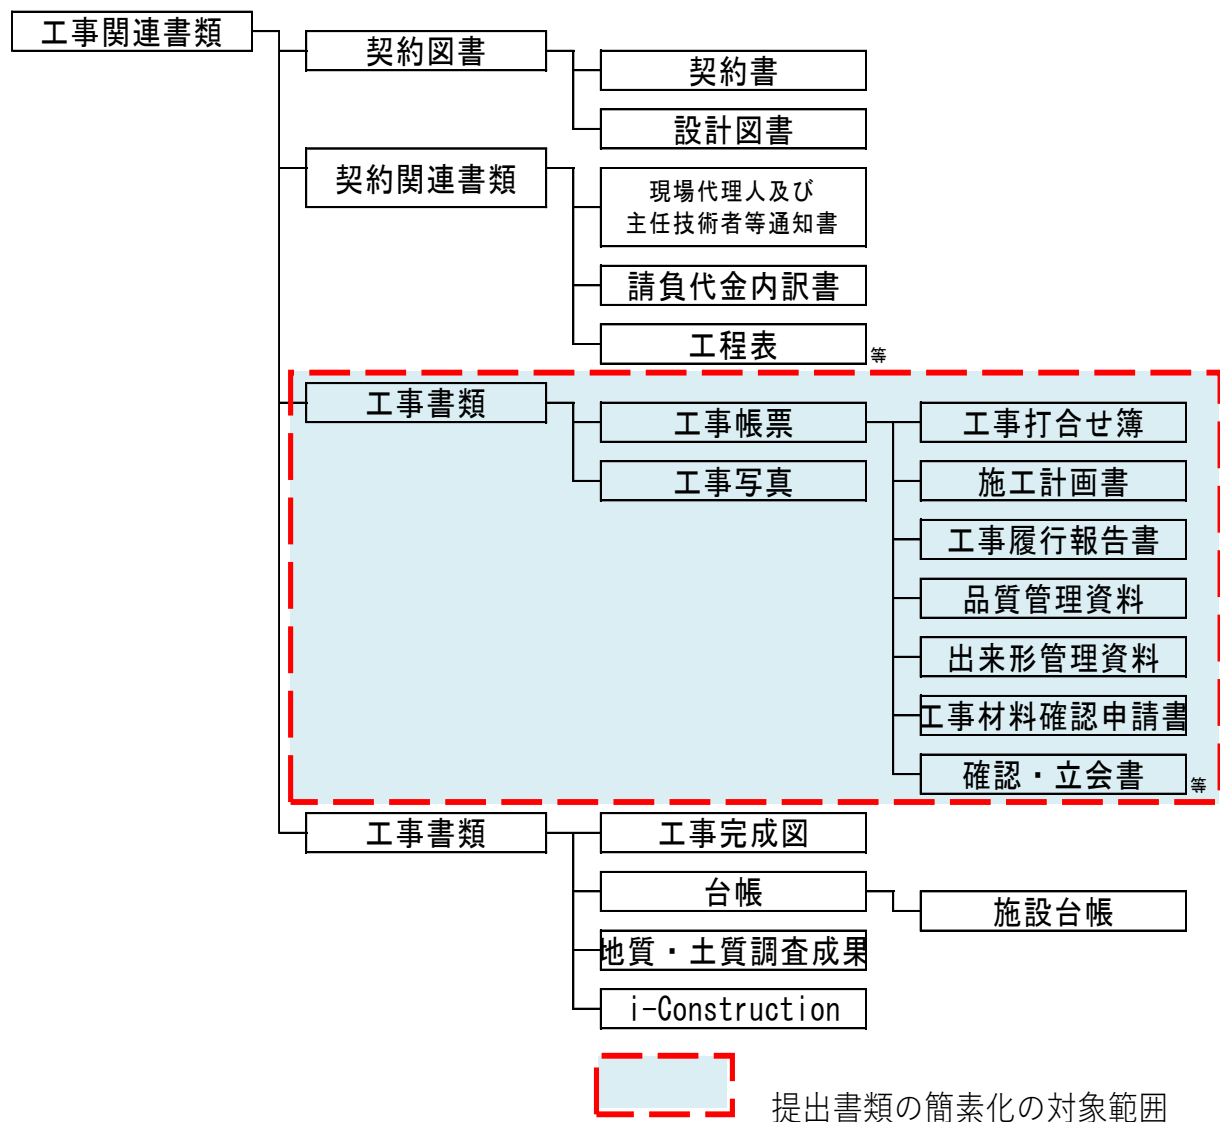 工事関連書類
契約図書
契約書
設計図書
契約関連書類
現場代理人及び
主任技術者等通知書
請負代金内訳書
工程表
等
工事書類
工事帳票
工事打合せ簿
工事写真
施工計画書
工事履行報告書
品質管理資料
出来形管理資料
工事材料確認申請書
確認・立会書
等
工事書類
工事完成図
台帳
施設台帳
地質・土質調査成果
i-Construction
提出書類の簡素化の対象範囲